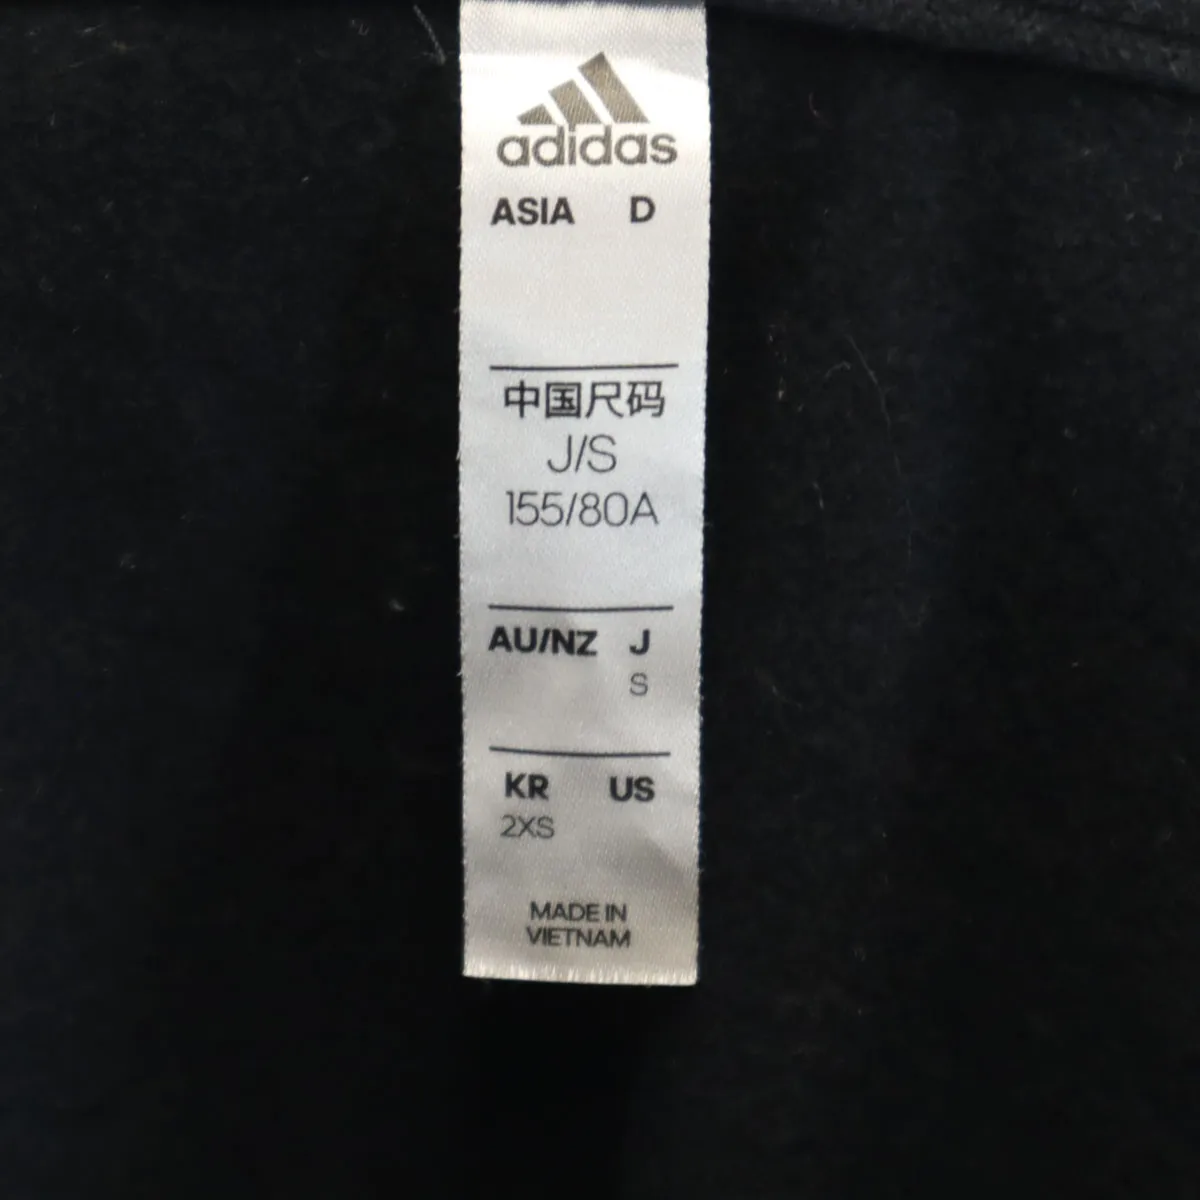 adidas
ASIA D
中国尺码
J/S
155/80A
AU/NZ J
S
KR US
2XS
MADE IN
VIETNAM